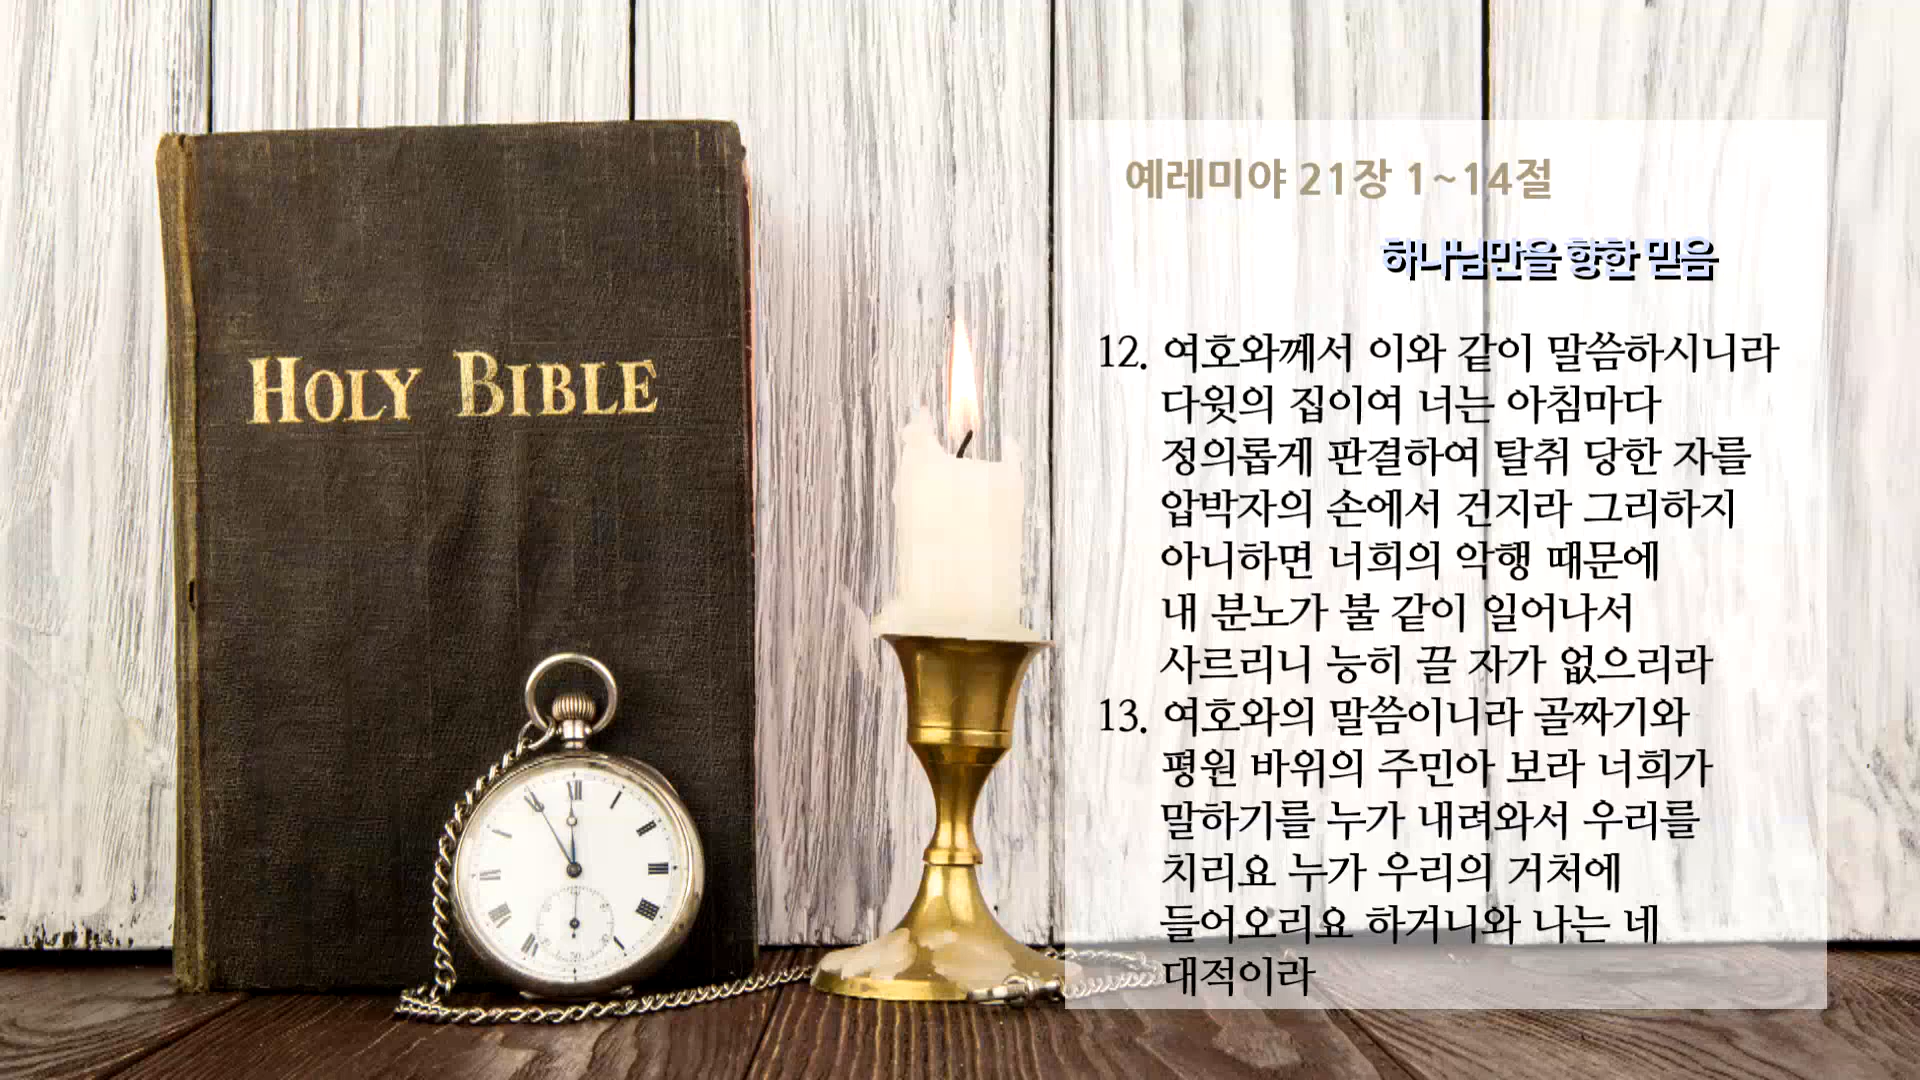 HOLY BIBLE
예레미야 21장 1~14절
하나님만을 향한 믿음
12. 여호와께서 이와 같이 말씀하시니라
다윗의 집이여 너는 아침마다
정의롭게 판결하여 탈취 당한 자를
압박자의 손에서 건지라 그리하지
아니하면 너희의 악행 때문에
내 분노가 불 같이 일어나서
사르리니 능히 끌 자가 없으리라
13. 여호와의 말씀이니라 골짜기와
평원 바위의 주민아 보라 너희가
말하기를 누가 내려와서 우리를
치리요 누가 우리의 거처에
들어오리요 하거니와 나는 네
대적이라